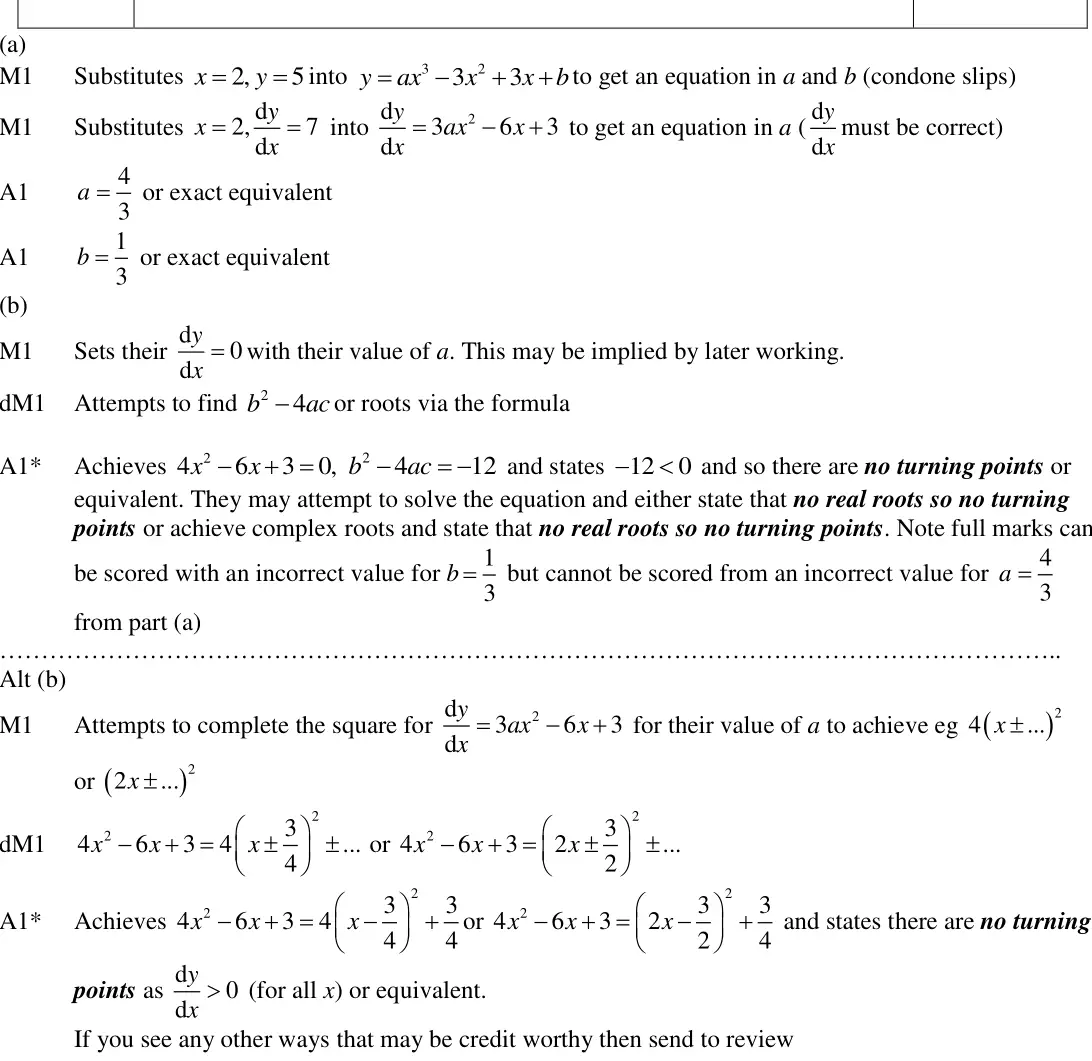 (a)
M1 Substitutes x = 2, y = 5 into y = ax³ − 3x² + 3x + b to get an equation in a and b (condone slips)
M1 Substitutes x = 2, dy/dx = 7 into dy/dx = 3ax² − 6x + 3 to get an equation in a (dy/dx must be correct)
A1 a = 4/3 or exact equivalent
A1 b = 1/3 or exact equivalent
(b)
M1 Sets their dy/dx = 0 with their value of a. This may be implied by later working.
dM1 Attempts to find b² − 4ac or roots via the formula
A1* Achieves 4x² − 6x + 3 = 0, b² − 4ac = −12 and states −12 < 0 and so there are no turning points or
equivalent. They may attempt to solve the equation and either state that no real roots so no turning
points or achieve complex roots and state that no real roots so no turning points. Note full marks can
be scored with an incorrect value for b = 1/3 but cannot be scored from an incorrect value for a = 4/3
from part (a)
………………………………………………………………………………………………………………..
Alt (b)
M1 Attempts to complete the square for dy/dx = 3ax² − 6x + 3 for their value of a to achieve eg 4(x ± ...)²
or (2x ± ...)²
dM1 4x² − 6x + 3 = 4(x ± 3/4)² ± ... or 4x² − 6x + 3 = (2x ± 3/2)² ± ...
A1* Achieves 4x² − 6x + 3 = 4(x − 3/4)² + 3/4 or 4x² − 6x + 3 = (2x − 3/2)² + 3/4 and states there are no turning
points as dy/dx > 0 (for all x) or equivalent.
If you see any other ways that may be credit worthy then send to review